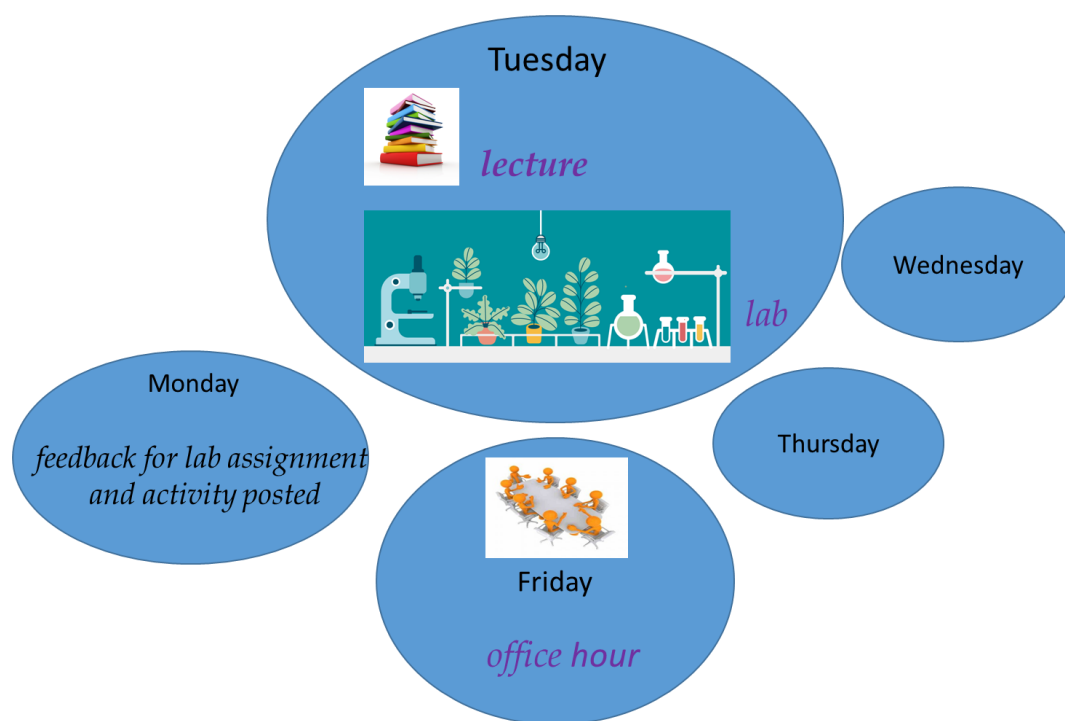 Tuesday
lecture
lab
Wednesday
Monday
feedback for lab assignment
and activity posted
Thursday
Friday
office hour